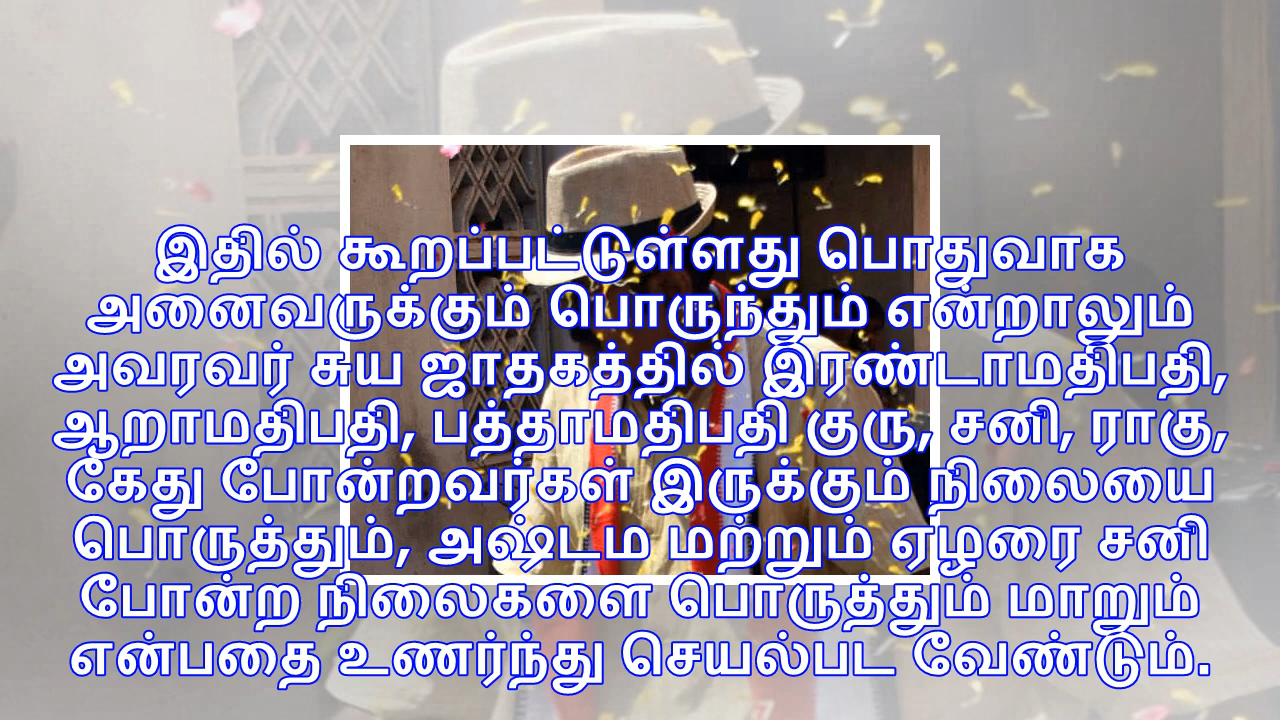 இதில் கூறப்பட்டுள்ளது பொதுவாக
அனைவருக்கும் பொருந்தும் என்றாலும்
அவரவர் சுய ஜாதகத்தில் இரண்டாமதிபதி,
ஆறாமதிபதி, பத்தாமதிபதி குரு, சனி, ராகு,
கேது போன்றவர்கள் இருக்கும் நிலையை
பொருத்தும், அஷ்டம மற்றும் ஏழரை சனி
போன்ற நிலைகளை பொருத்தும் மாறும்
என்பதை உணர்ந்து செயல்பட வேண்டும்.